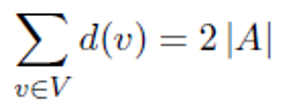 ∑_{v∈V} d(v) = 2|A|